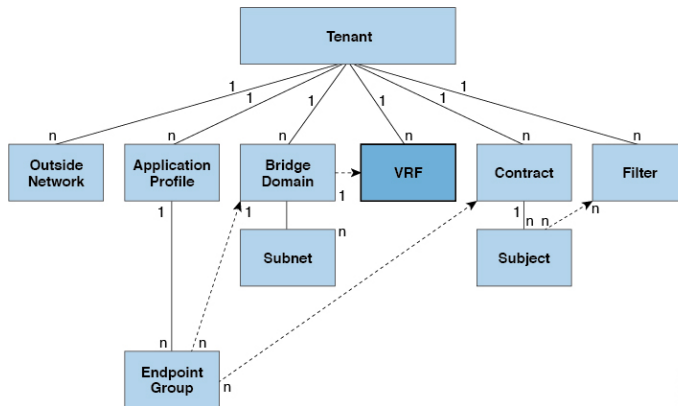 Tenant
1
1
1
1
1
1
n
n
n
n
n
n
Outside
Network
Application
Profile
Bridge
Domain
VRF
Contract
Filter
1
1
1
1
n
n
n
n
Subnet
Subject
n
n
n
Endpoint
Group